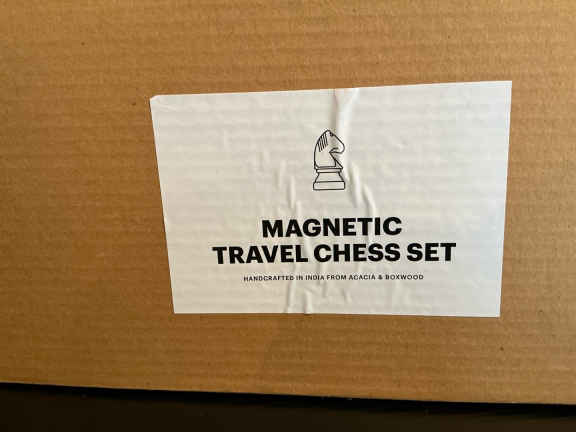 MAGNETIC
TRAVEL CHESS SET
HANDCRAFTED IN INDIA FROM ACACIA & BOXWOOD